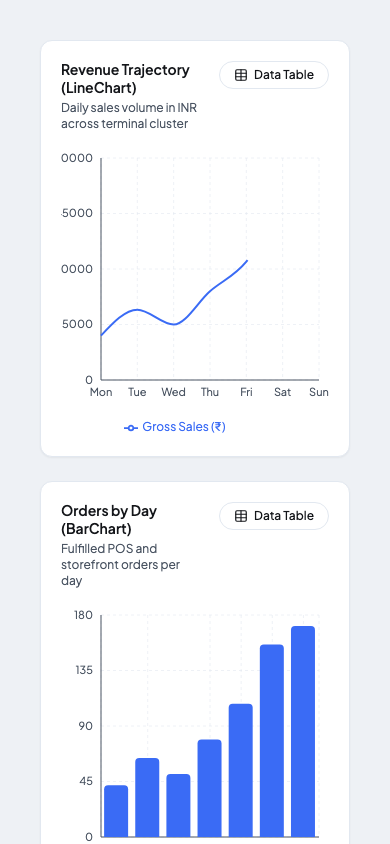 Revenue Trajectory
(LineChart)
Data Table
Daily sales volume in INR
across terminal cluster
0000
5000
0000
5000
0
Mon Tue Wed Thu Fri Sat Sun
Gross Sales (₹)
Orders by Day
(BarChart)
Data Table
Fulfilled POS and
storefront orders per
day
180
135
90
45
0